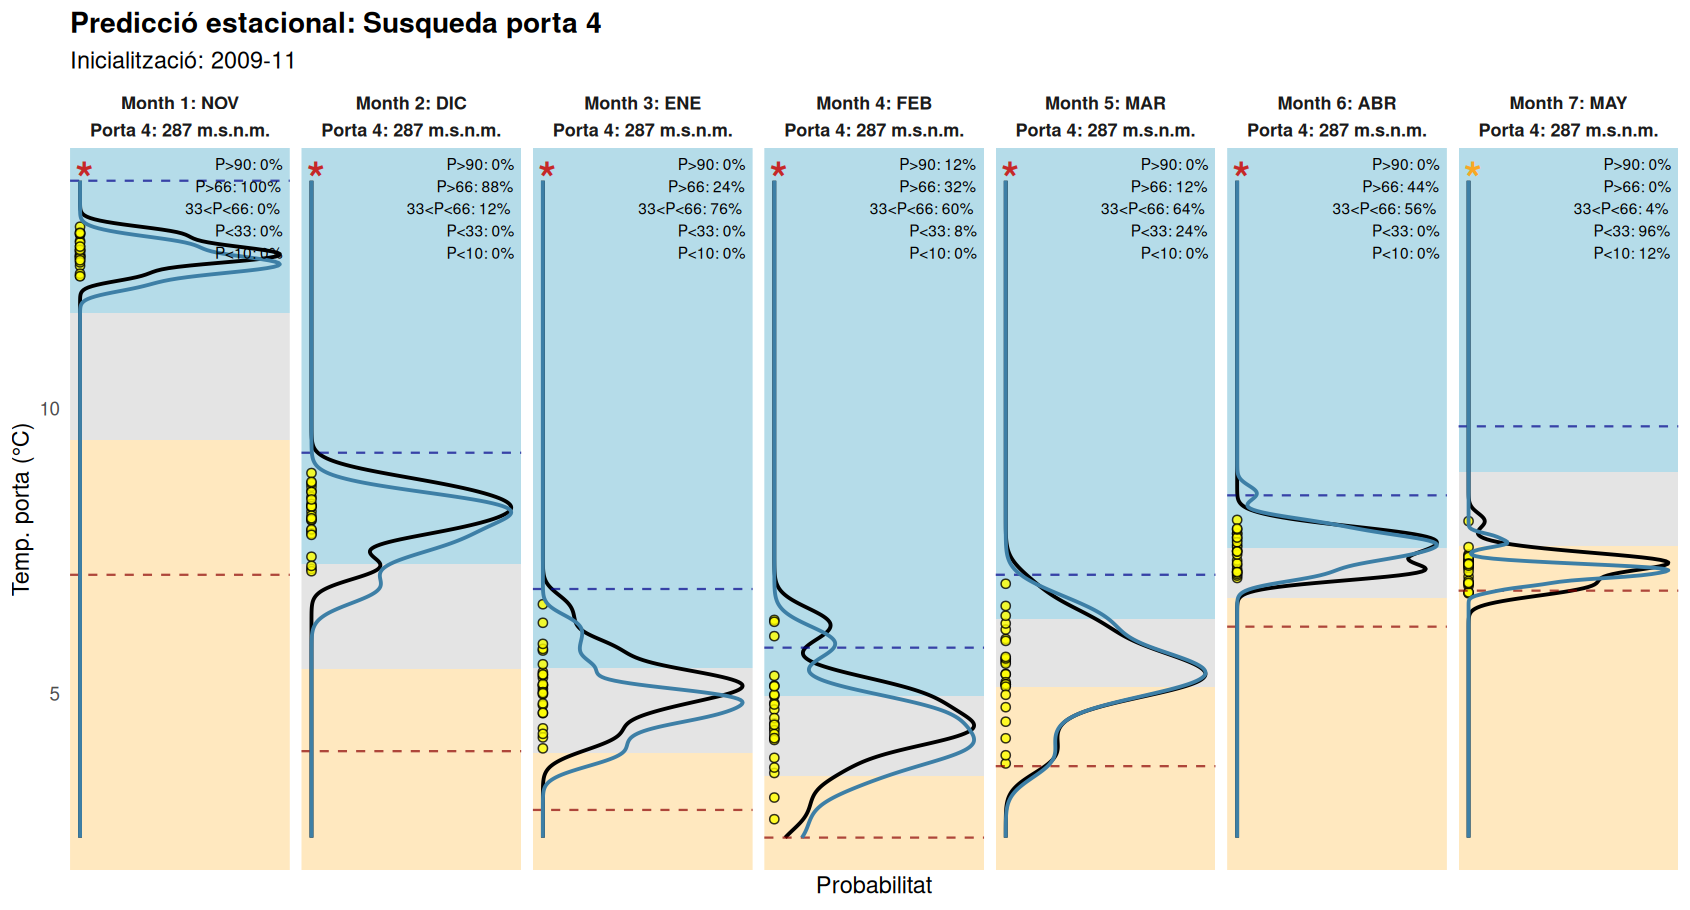 Predicció estacional: Susqueda porta 4
Inicialització: 2009-11
Month 1: NOV
Porta 4: 287 m.s.n.m.
Month 2: DIC
Porta 4: 287 m.s.n.m.
Month 3: ENE
Porta 4: 287 m.s.n.m.
Month 4: FEB
Porta 4: 287 m.s.n.m.
Month 5: MAR
Porta 4: 287 m.s.n.m.
Month 6: ABR
Porta 4: 287 m.s.n.m.
Month 7: MAY
Porta 4: 287 m.s.n.m.
*
P>90: 0%
P>66: 100%
33<P<66: 0%
P<33: 0%
P<10: 0%
*
P>90: 0%
P>66: 88%
33<P<66: 12%
P<33: 0%
P<10: 0%
*
P>90: 0%
P>66: 24%
33<P<66: 76%
P<33: 0%
P<10: 0%
*
P>90: 12%
P>66: 32%
33<P<66: 60%
P<33: 8%
P<10: 0%
*
P>90: 0%
P>66: 12%
33<P<66: 64%
P<33: 24%
P<10: 0%
*
P>90: 0%
P>66: 44%
33<P<66: 56%
P<33: 0%
P<10: 0%
*
P>90: 0%
P>66: 0%
33<P<66: 4%
P<33: 96%
P<10: 12%
10
5
Temp. porta (°C)
Probabilitat